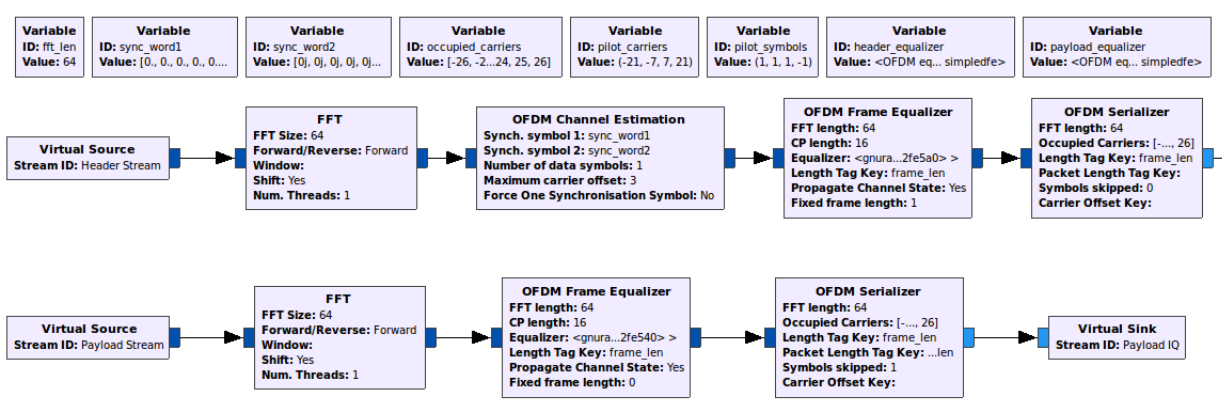 Variable
ID: fft_len
Value: 64
Variable
ID: sync_word1
Value: [0., 0., 0., 0., 0....
Variable
ID: sync_word2
Value: [0j, 0j, 0j, 0j, 0j...
Variable
ID: occupied_carriers
Value: [-26, -2...24, 25, 26]
Variable
ID: pilot_carriers
Value: (-21, -7, 7, 21)
Variable
ID: pilot_symbols
Value: (1, 1, 1, -1)
Variable
ID: header_equalizer
Value: <OFDM eq... simpledfe>
Variable
ID: payload_equalizer
Value: <OFDM eq... simpledfe>
Virtual Source
Stream ID: Header Stream
FFT
FFT Size: 64
Forward/Reverse: Forward
Window:
Shift: Yes
Num. Threads: 1
OFDM Channel Estimation
Synch. symbol 1: sync_word1
Synch. symbol 2: sync_word2
Number of data symbols: 1
Maximum carrier offset: 3
Force One Synchronisation Symbol: No
OFDM Frame Equalizer
FFT length: 64
CP length: 16
Equalizer: <gnura...2fe5a0> >
Length Tag Key: frame_len
Propagate Channel State: Yes
Fixed frame length: 1
OFDM Serializer
FFT length: 64
Occupied Carriers: [-..., 26]
Length Tag Key: frame_len
Packet Length Tag Key:
Symbols skipped: 0
Carrier Offset Key:
Virtual Source
Stream ID: Payload Stream
FFT
FFT Size: 64
Forward/Reverse: Forward
Window:
Shift: Yes
Num. Threads: 1
OFDM Frame Equalizer
FFT length: 64
CP length: 16
Equalizer: <gnura...2fe540> >
Length Tag Key: frame_len
Propagate Channel State: Yes
Fixed frame length: 0
OFDM Serializer
FFT length: 64
Occupied Carriers: [-..., 26]
Length Tag Key: frame_len
Packet Length Tag Key: ...len
Symbols skipped: 1
Carrier Offset Key:
Virtual Sink
Stream ID: Payload IQ